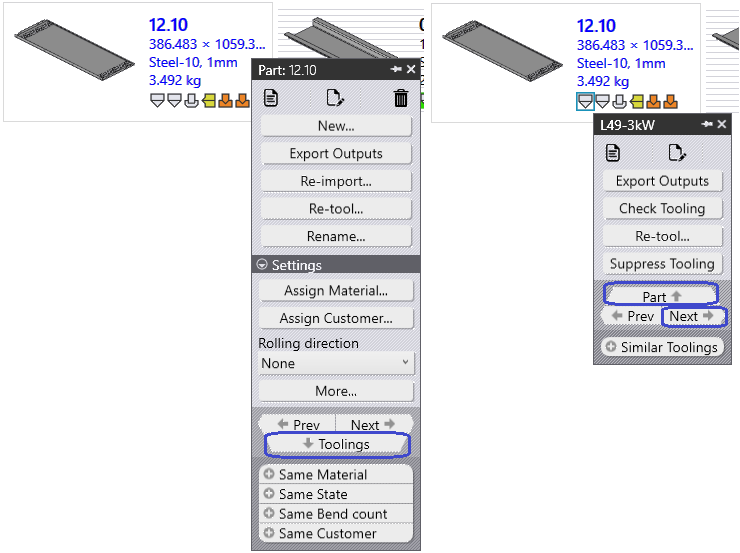 12.10
386.483 × 1059.3...
Steel-10, 1mm
3.492 kg
12.10
386.483 × 1059.3...
Steel-10, 1mm
3.492 kg
Part: 12.10
New...
Export Outputs
Re-import...
Re-tool...
Rename...
Settings
Assign Material...
Assign Customer...
Rolling direction
None
More...
Prev Next
Toolings
Same Material
Same State
Same Bend count
Same Customer
L49-3kW
Export Outputs
Check Tooling
Re-tool...
Suppress Tooling
Part
Prev Next
Similar Toolings